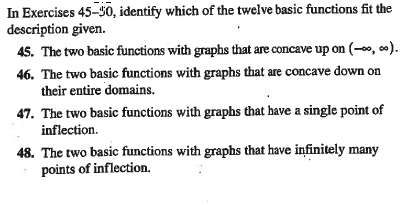 In Exercises 45–50, identify which of the twelve basic functions fit the
description given.
45. The two basic functions with graphs that are concave up on (–∞, ∞).
46. The two basic functions with graphs that are concave down on
their entire domains.
47. The two basic functions with graphs that have a single point of
inflection.
48. The two basic functions with graphs that have infinitely many
points of inflection.